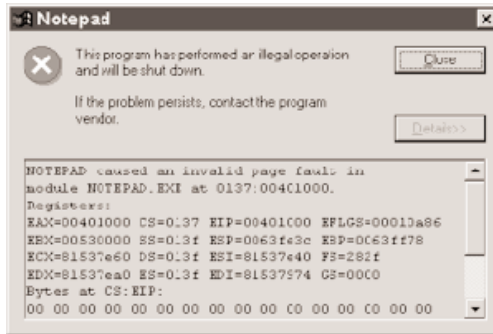 Notepad
This program has performed an illegal operation
and will be shut down.
If the problem persists, contact the program
vendor.
Close
Details>>
NOTEPAD caused an invalid page fault in
module NOTEPAD.EXE at 0137:00401000.
Registers:
EAX=00401000 CS=0137 EIP=00401000 EFLGS=00010a86
EBX=00530000 SS=013f ESP=0063fe3c EBP=0063ff78
ECX=81537e60 DS=013f ESI=81537e40 FS=282f
EDX=81537ea0 ES=013f EDI=81537974 GS=0000
Bytes at CS:EIP:
00 00 00 00 00 00 00 00 00 00 00 00 00 00 00 00